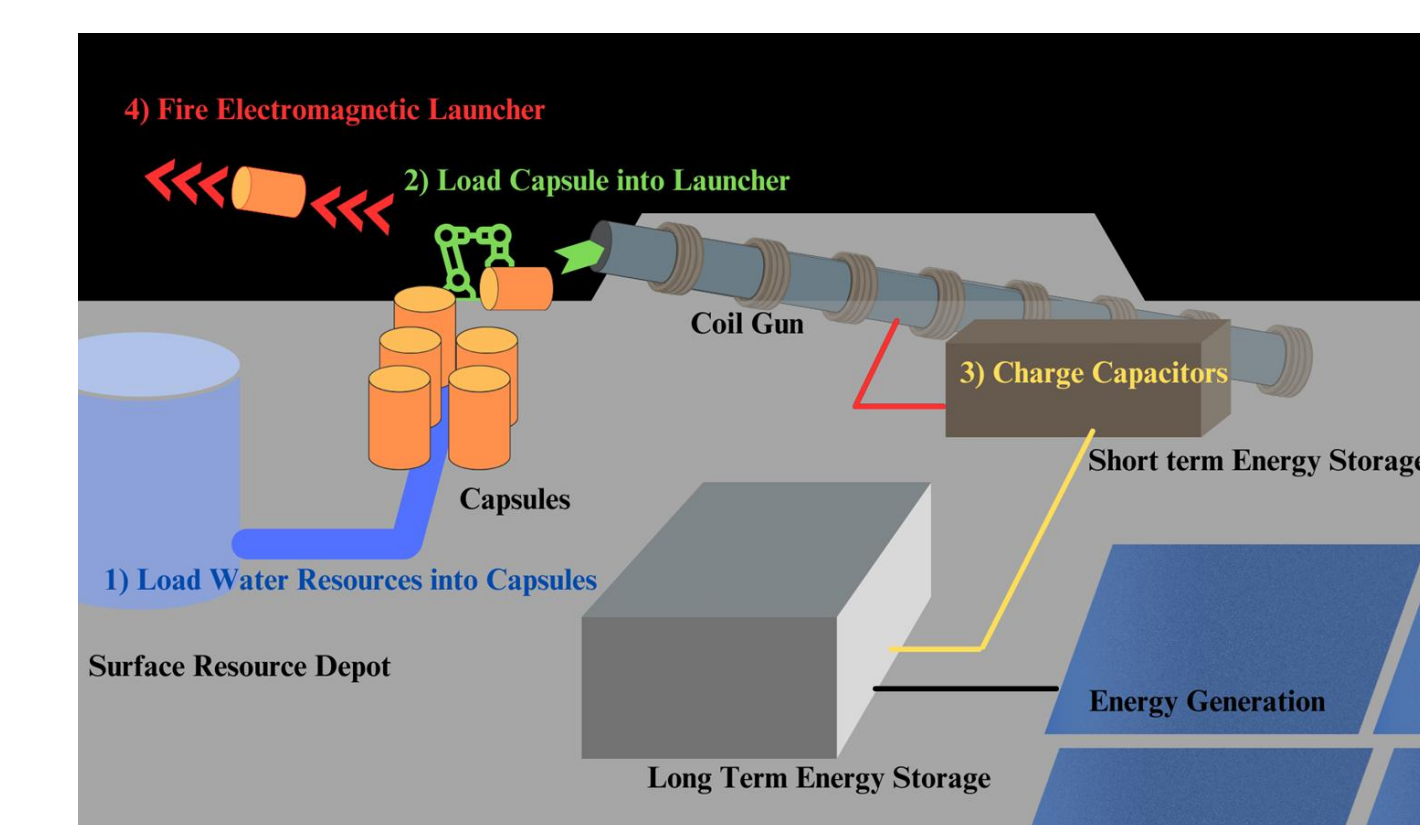 4) Fire Electromagnetic Launcher
2) Load Capsule into Launcher
Coil Gun
3) Charge Capacitors
Short term Energy Storage
Capsules
1) Load Water Resources into Capsules
Surface Resource Depot
Energy Generation
Long Term Energy Storage